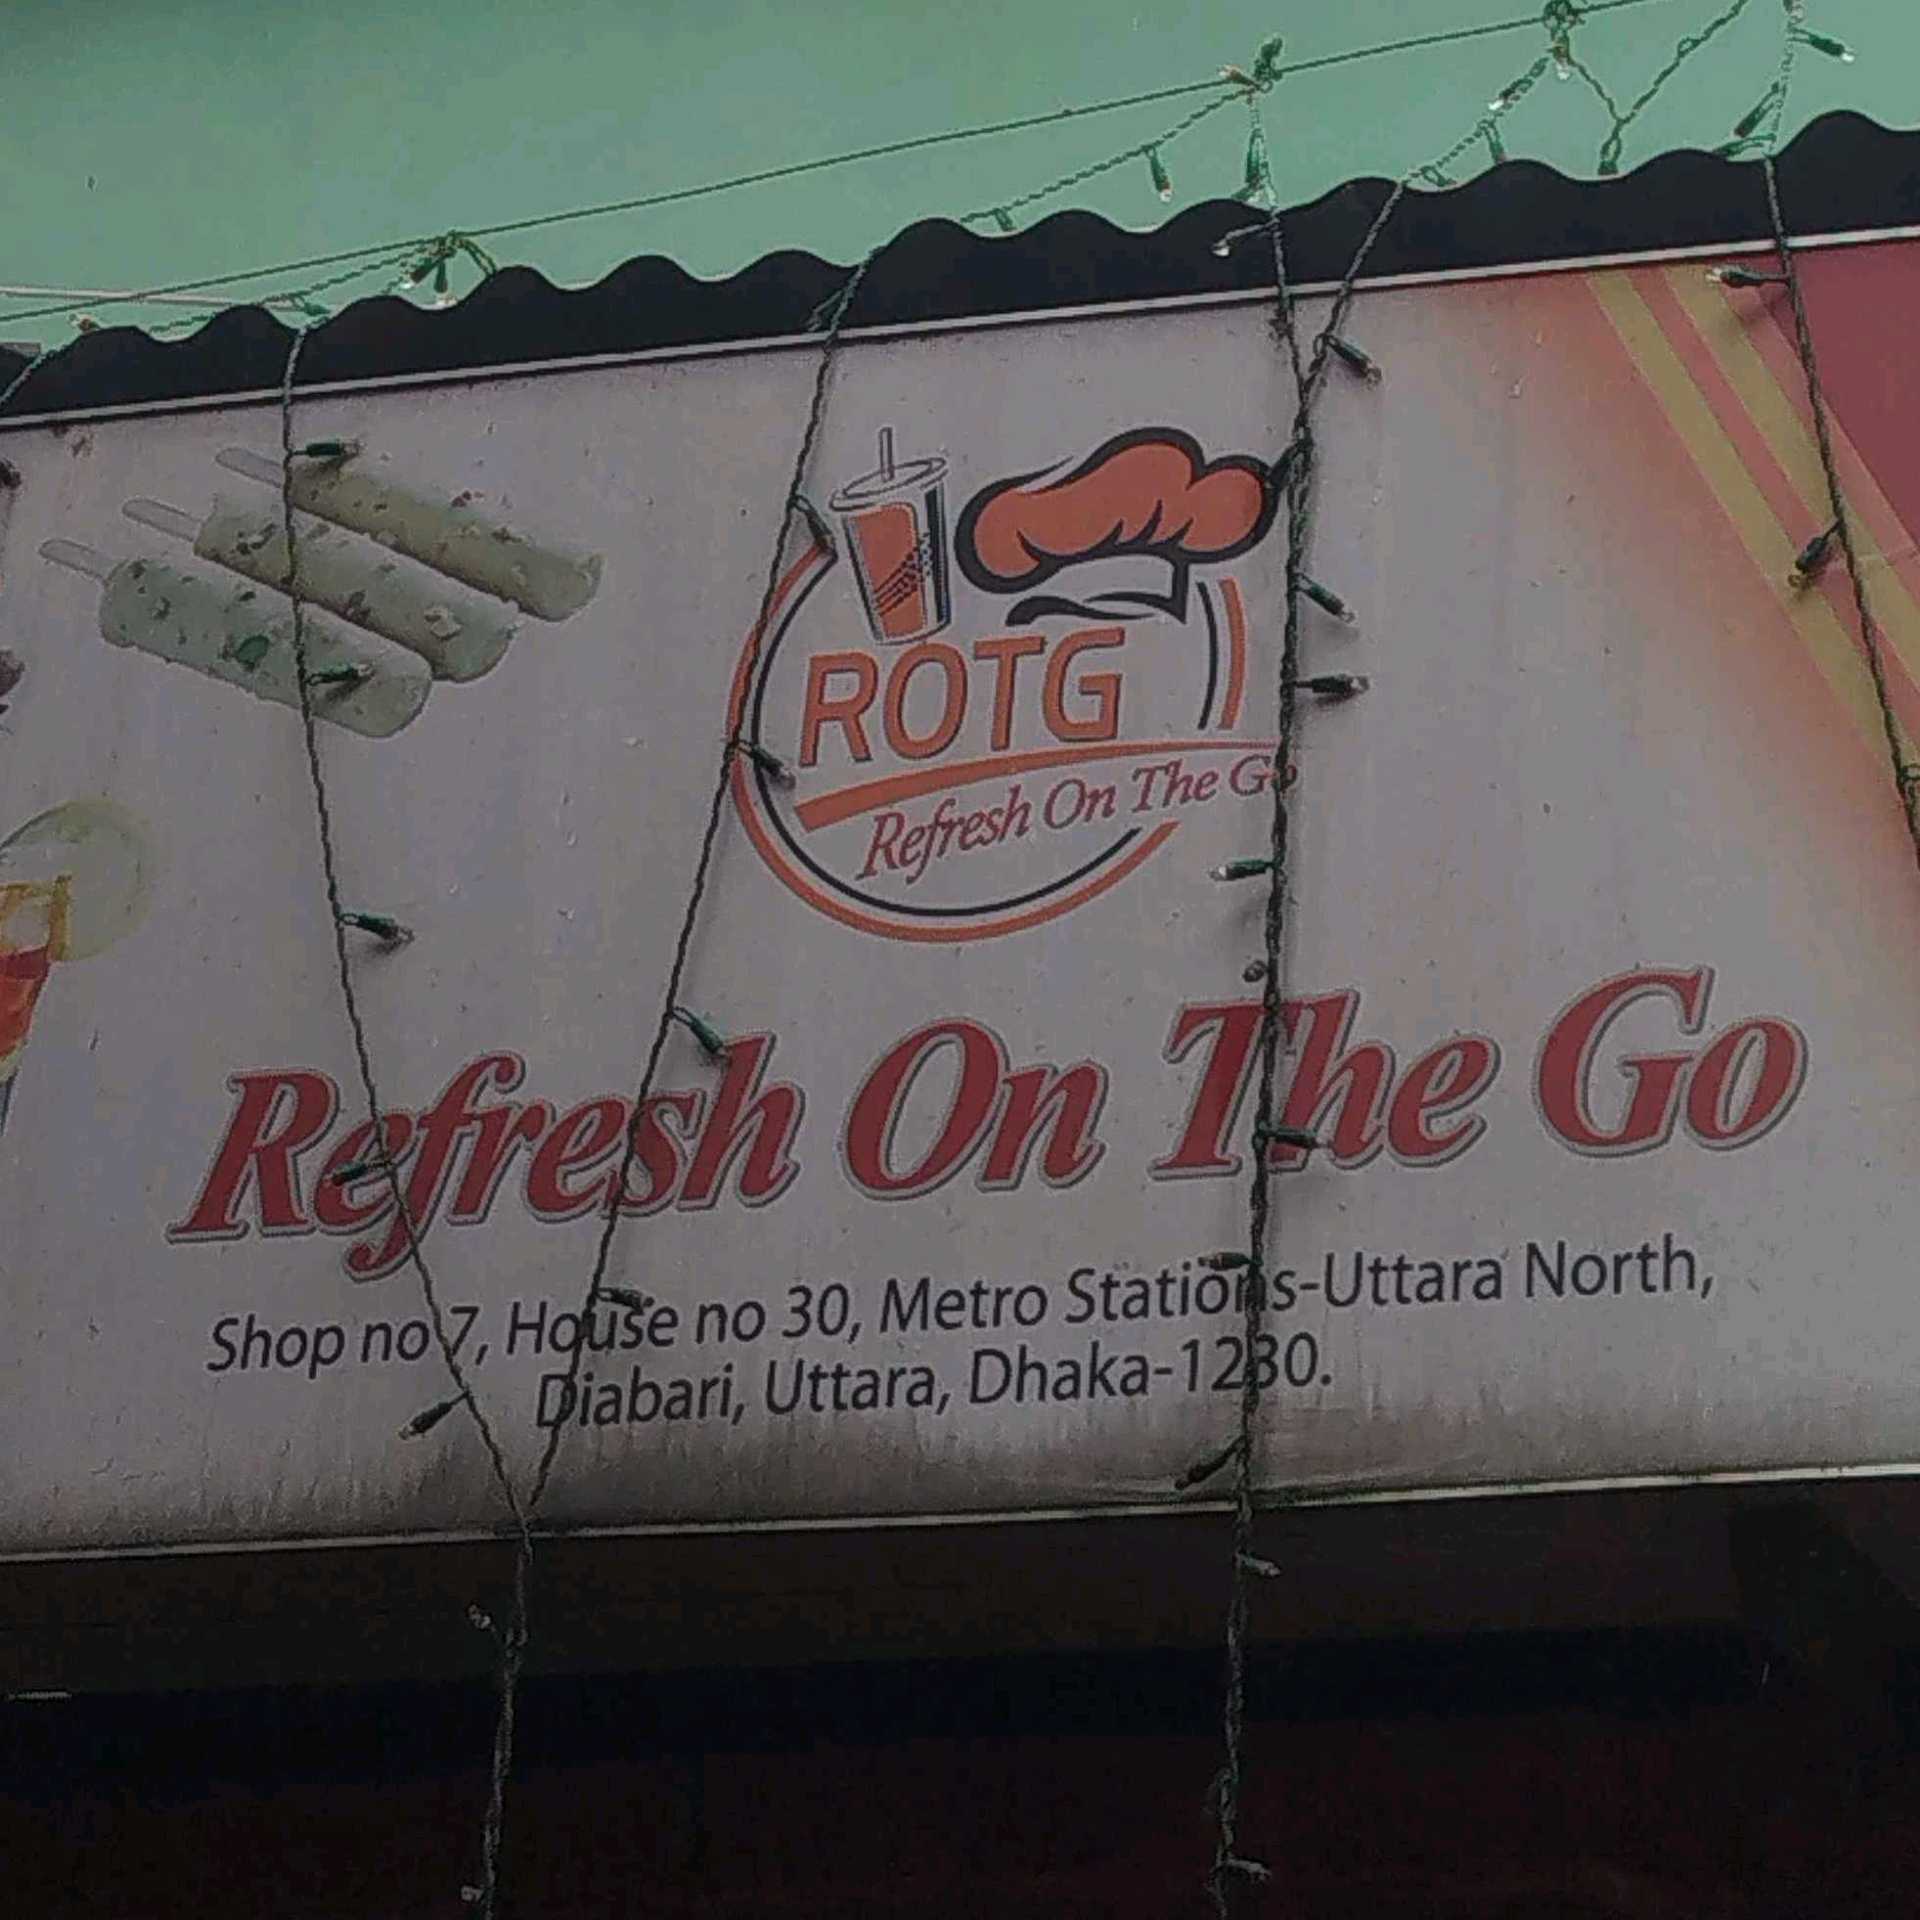 ROTG
Refresh On The Go
Refresh On The Go
Shop no 7, House no 30, Metro Stations-Uttara North,
Diabari, Uttara, Dhaka-1230.